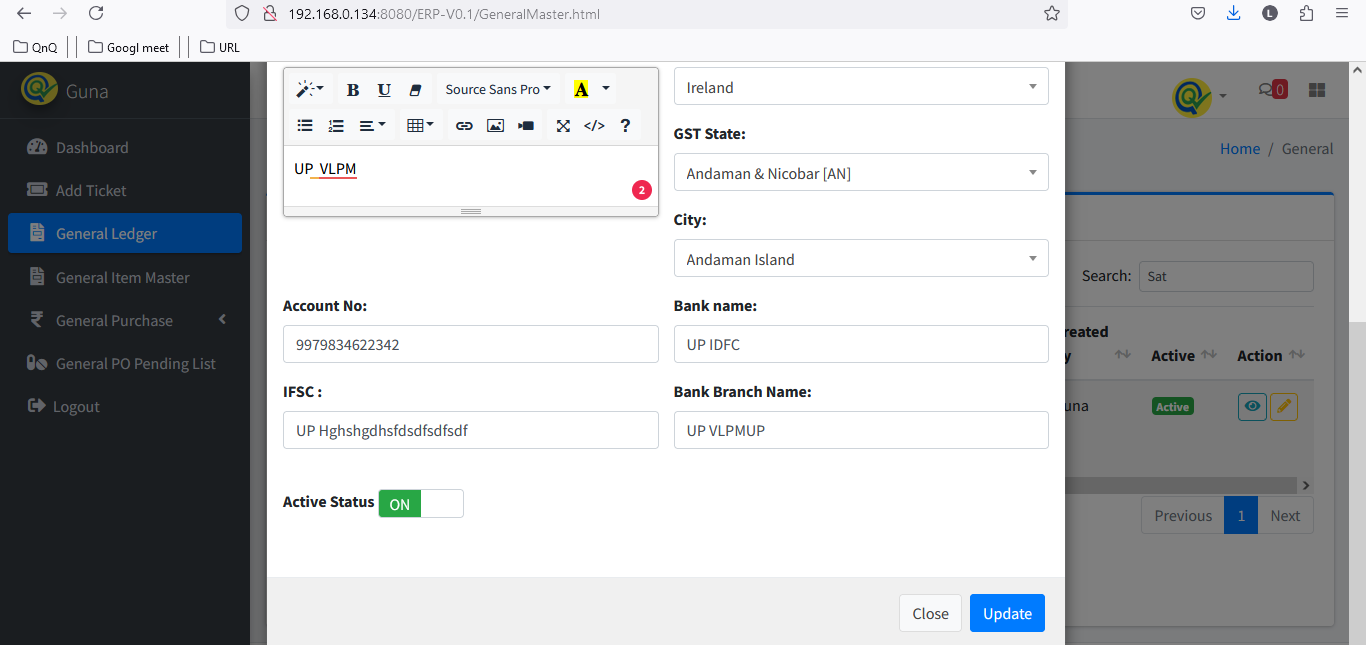 192.168.0.134:8080/ERP-V0.1/GeneralMaster.html
L
QnQ
Googl meet
URL
Guna
Dashboard
Add Ticket
General Ledger
General Item Master
General Purchase
General PO Pending List
Logout
B U Source Sans Pro A
</> ?
UP VLPM
2
Ireland
GST State:
Andaman & Nicobar [AN]
City:
Andaman Island
Account No:
9979834622342
Bank name:
UP IDFC
IFSC :
UP Hghshgdhsfdsdfsdfsdf
Bank Branch Name:
UP VLPMUP
Active Status ON
Close Update
0
Home / General
Search: Sat
reated
y Active Action
una Active
Previous 1 Next